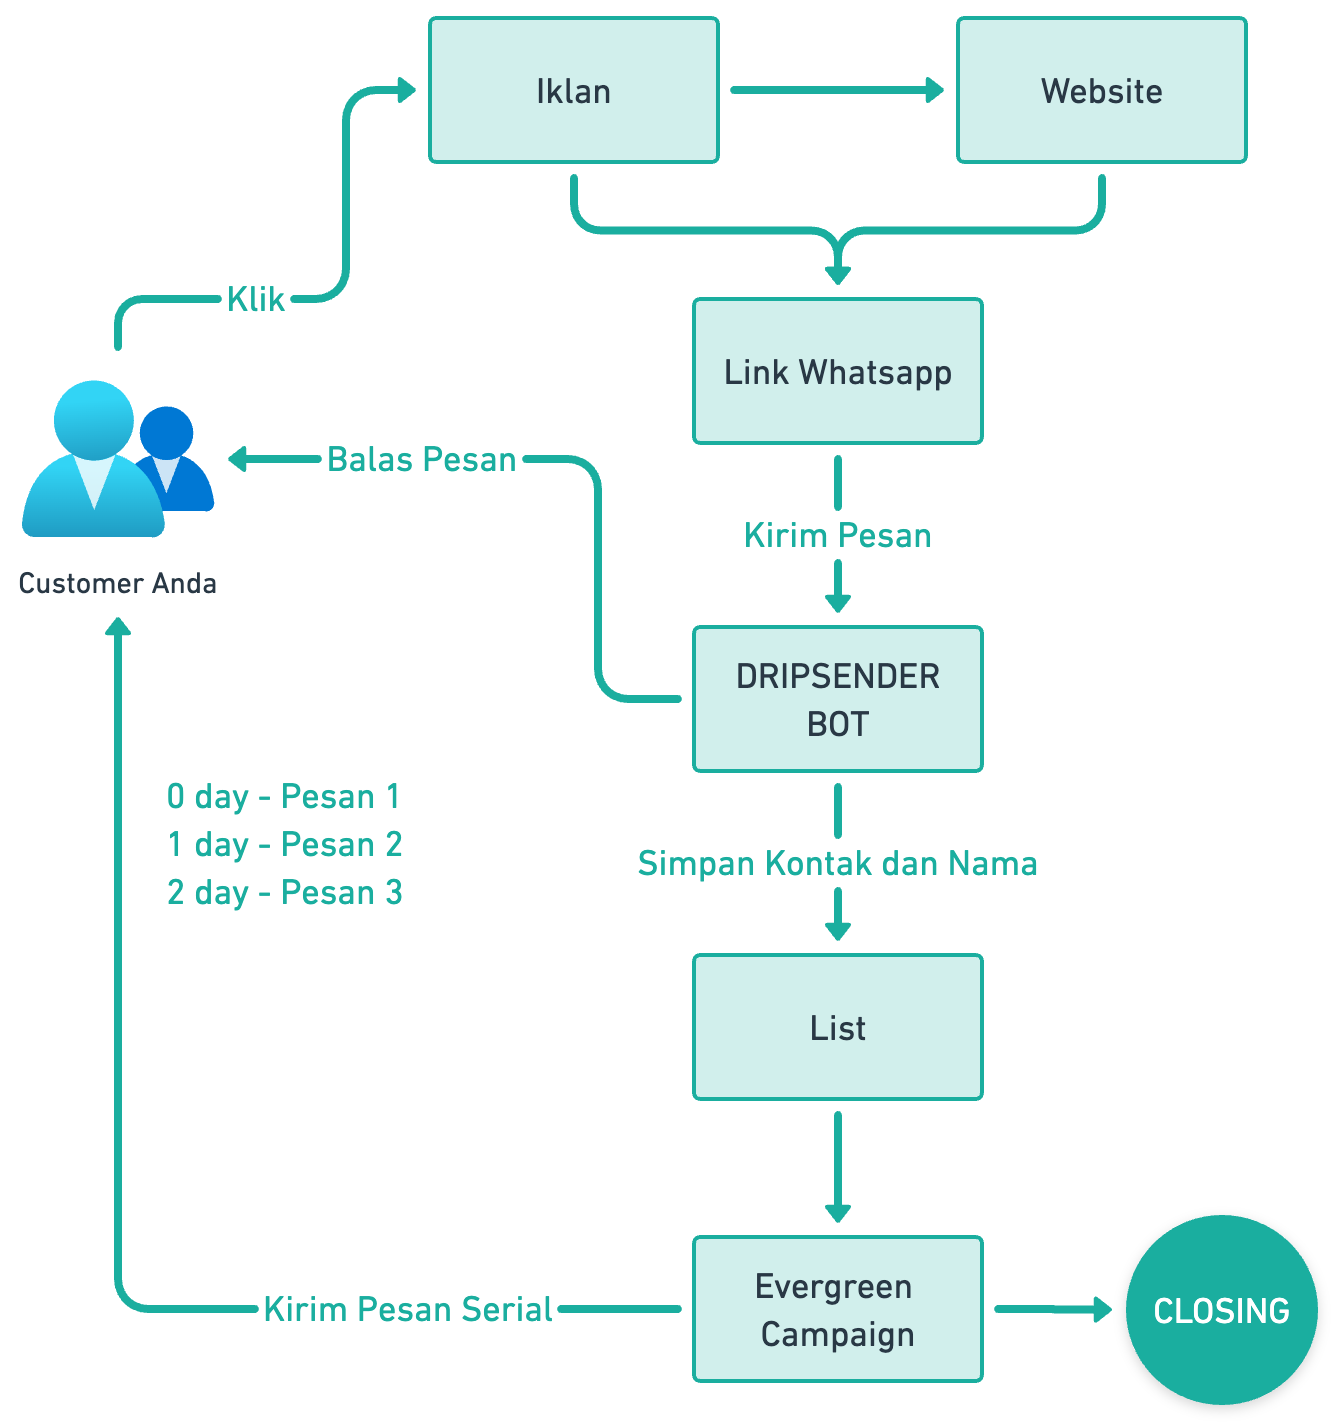 Iklan
Website
Klik
Link Whatsapp
Balas Pesan
Kirim Pesan
Customer Anda
DRIPSENDER
BOT
0 day - Pesan 1
1 day - Pesan 2
2 day - Pesan 3
Simpan Kontak dan Nama
List
Evergreen
Campaign
Kirim Pesan Serial
CLOSING